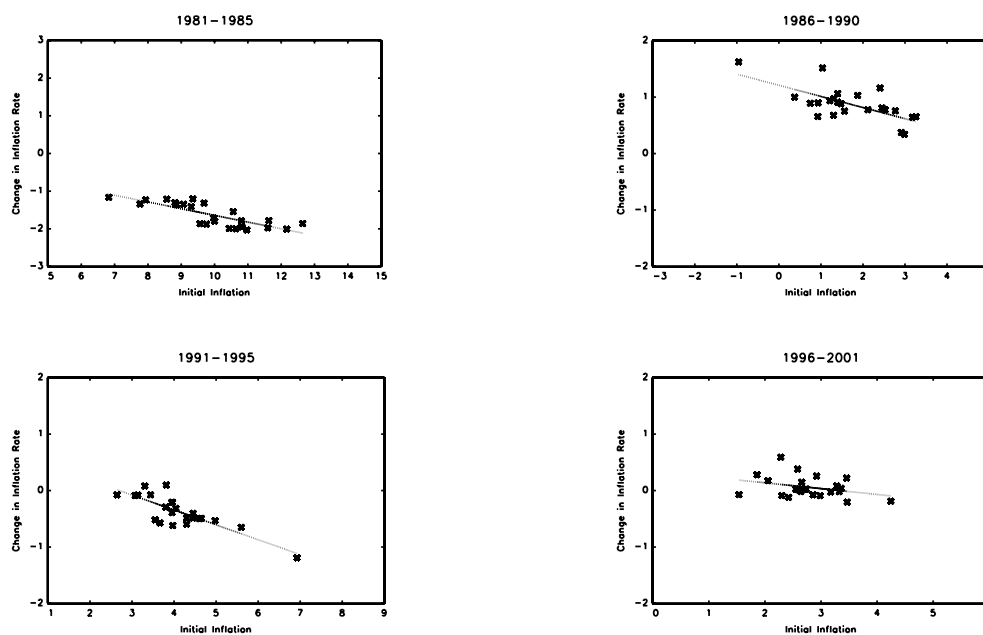 1981-1985
3
2
1
0
-1
-2
-3
Change in Inflation Rate
5 6 7 8 9 10 11 12 13 14 15
Initial Inflation
1986-1990
2
1
0
-1
-2
Change in Inflation Rate
-3 -2 -1 0 1 2 3 4
Initial Inflation
1991-1995
2
1
0
-1
-2
Change in Inflation Rate
1 2 3 4 5 6 7 8 9
Initial Inflation
1996-2001
2
1
0
-1
-2
Change in Inflation Rate
0 1 2 3 4 5
Initial Inflation